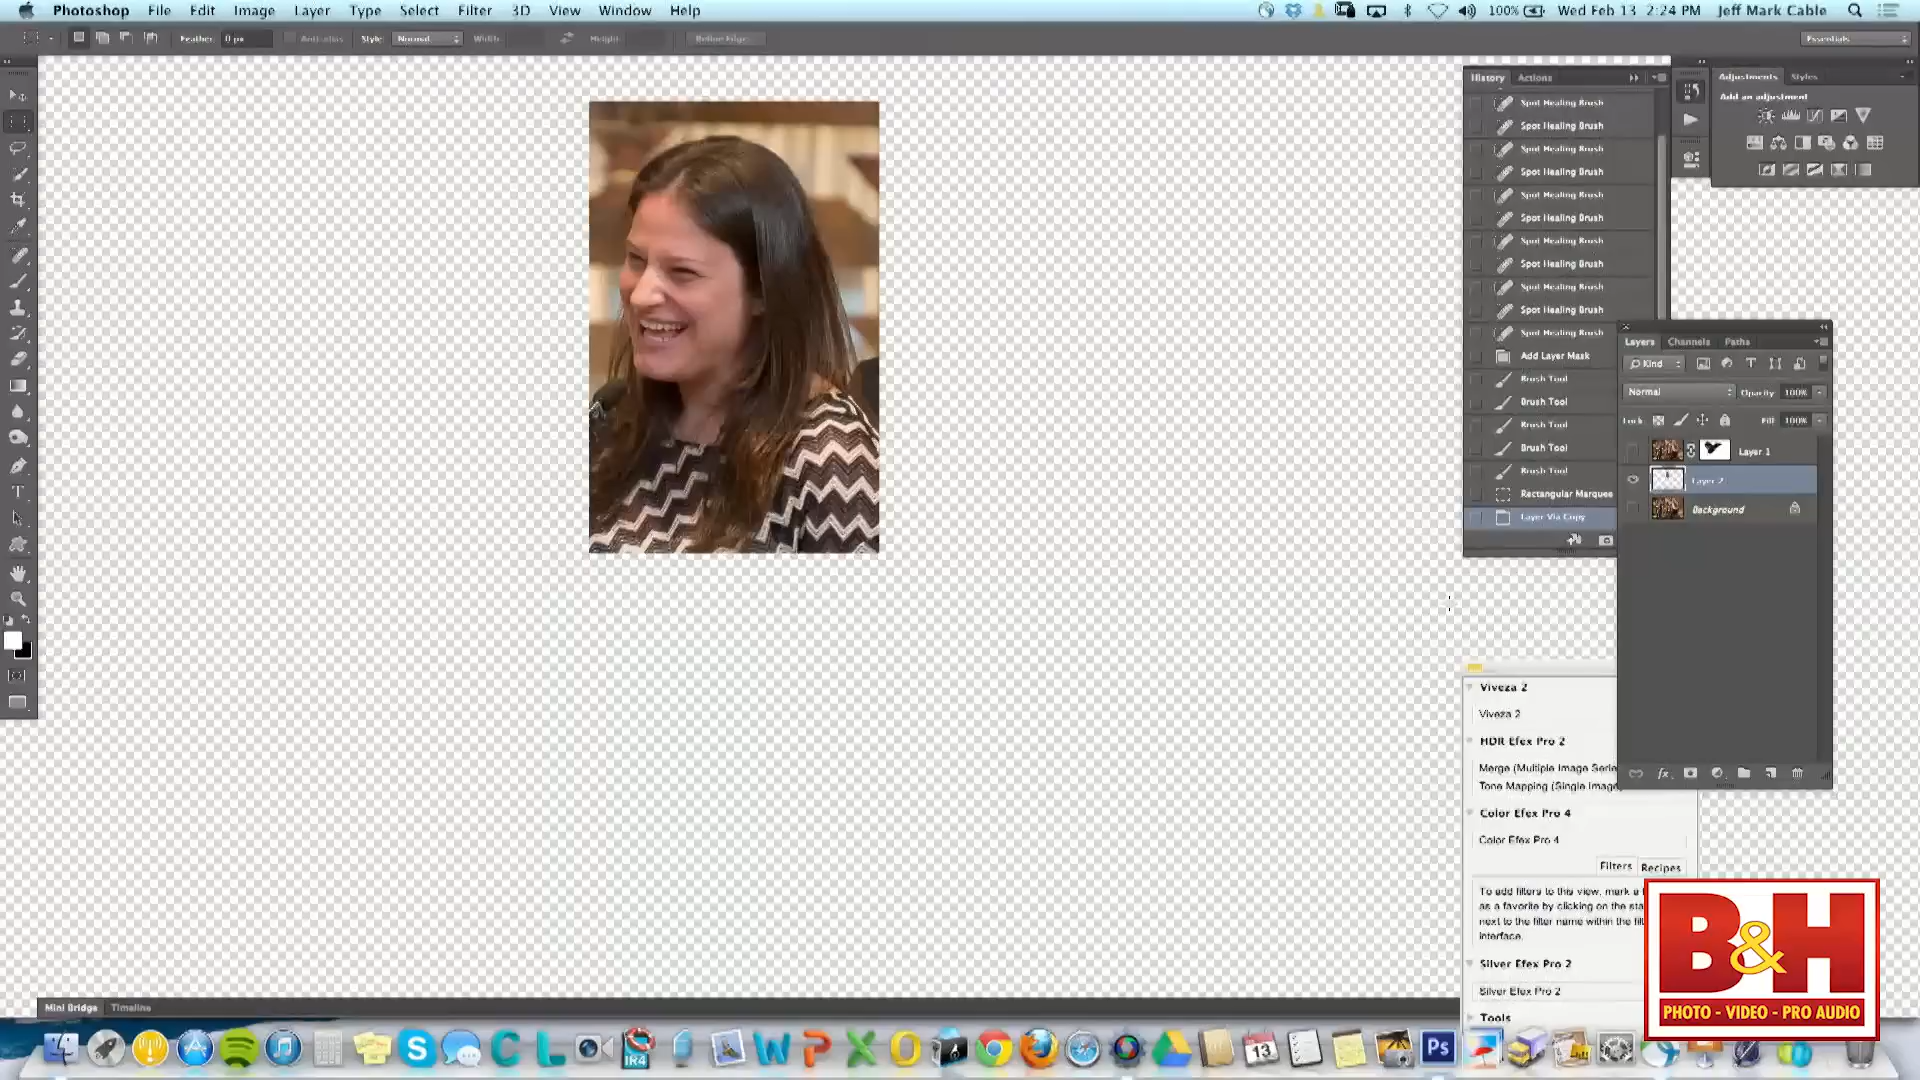 Photoshop File Edit Image Layer Type Select Filter 3D View Window Help 100% Wed Feb 13 2:24 PM Jeff Mark Cable
Feather: 0 px Anti-alias Style: Normal Width: Height: Refine Edge... Essentials
History Actions
Spot Healing Brush
Spot Healing Brush
Spot Healing Brush
Spot Healing Brush
Spot Healing Brush
Spot Healing Brush
Spot Healing Brush
Spot Healing Brush
Spot Healing Brush
Spot Healing Brush
Spot Healing Brush
Add Layer Mask
Brush Tool
Brush Tool
Brush Tool
Brush Tool
Brush Tool
Rectangular Marquee
Layer Via Copy
Adjustments Styles
Add an adjustment
Layers Channels Paths
Kind
Normal Opacity: 100%
Lock: Fill: 100%
Layer 1
Layer 2
Background
fx
Viveza 2
Viveza 2
HDR Efex Pro 2
Merge (Multiple Image Serie
Tone Mapping (Single Image)
Color Efex Pro 4
Color Efex Pro 4
Filters Recipes
To add filters to this view, mark a
as a favorite by clicking on the sta
next to the filter name within the filt
interface.
Silver Efex Pro 2
Silver Efex Pro 2
Tools
B&H
PHOTO - VIDEO - PRO AUDIO
Mini Bridge Timeline
IR4
13
Ps